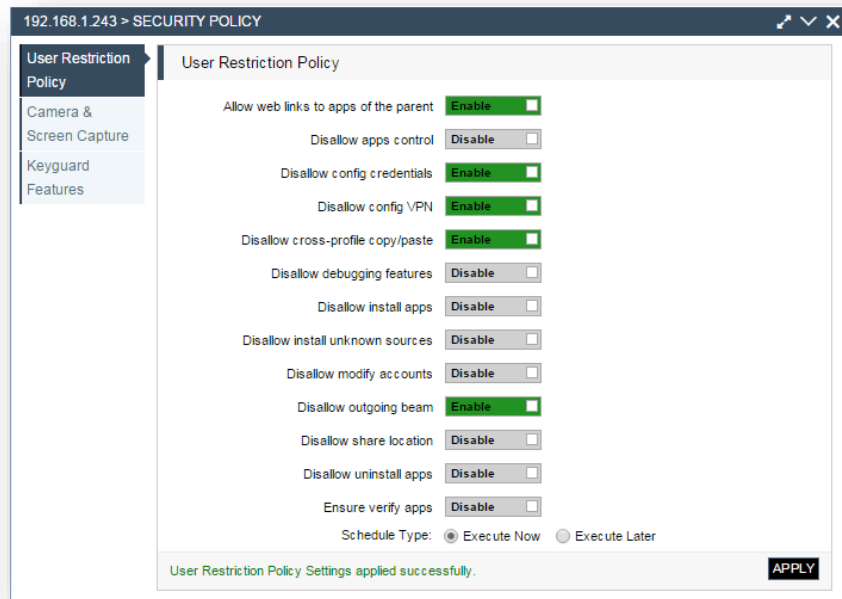 192.168.1.243 > SECURITY POLICY
User Restriction
Policy
Camera &
Screen Capture
Keyguard
Features
User Restriction Policy
Allow web links to apps of the parent Enable
Disallow apps control Disable
Disallow config credentials Enable
Disallow config VPN Enable
Disallow cross-profile copy/paste Enable
Disallow debugging features Disable
Disallow install apps Disable
Disallow install unknown sources Disable
Disallow modify accounts Disable
Disallow outgoing beam Enable
Disallow share location Disable
Disallow uninstall apps Disable
Ensure verify apps Disable
Schedule Type: Execute Now Execute Later
User Restriction Policy Settings applied successfully. APPLY